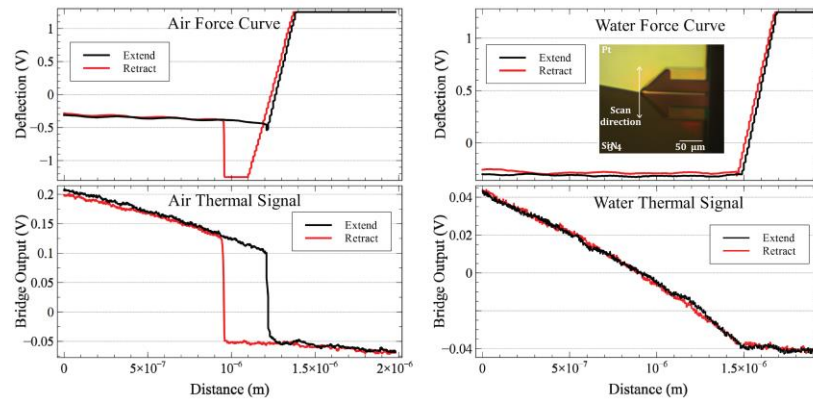 Air Force Curve
Deflection (V)
1
0.5
0
−0.5
−1
Extend
Retract
Water Force Curve
Deflection (V)
1
0.5
0
Extend
Retract
Pt
Scan
direction
50 μm
Air Thermal Signal
Bridge Output (V)
0.2
0.15
0.1
0.05
0
−0.05
Extend
Retract
0
5×10⁻⁷
10⁻⁶
1.5×10⁻⁶
2×10⁻⁶
Distance (m)
Water Thermal Signal
Bridge Output (V)
0.04
0.02
0
−0.04
Extend
Retract
0
5×10⁻⁷
10⁻⁶
1.5×10⁻⁶
Distance (m)